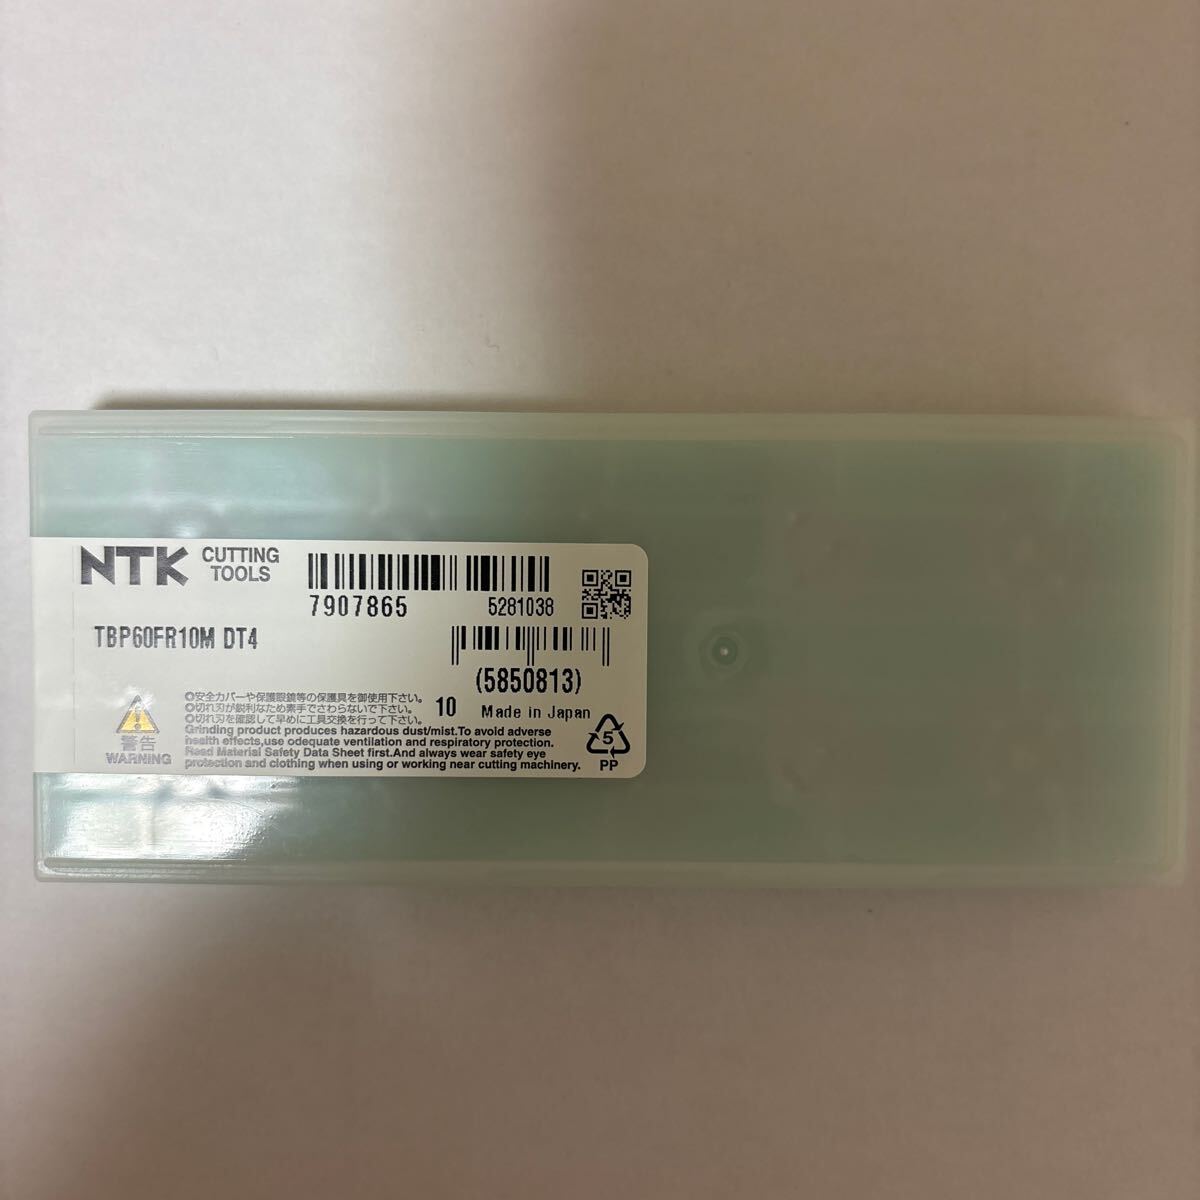 NTK CUTTING TOOLS
7907865 5281038
TBP60FR10M DT4
(5850813)
◎安全カバーや保護眼鏡等の保護具を御使用下さい。
◎切れ刃が鋭利なため素手でさわらないで下さい。
◎切れ刃を確認して早めに工具交換を行って下さい。
10 Made in Japan
警告
WARNING
Grinding product produces hazardous dust/mist.To avoid adverse
health effects,use odequate ventilation and respiratory protection.
Reed Material Safety Data Sheet first.And always wear safety eye
protection and clothing when using or working near cutting machinery.
5
PP